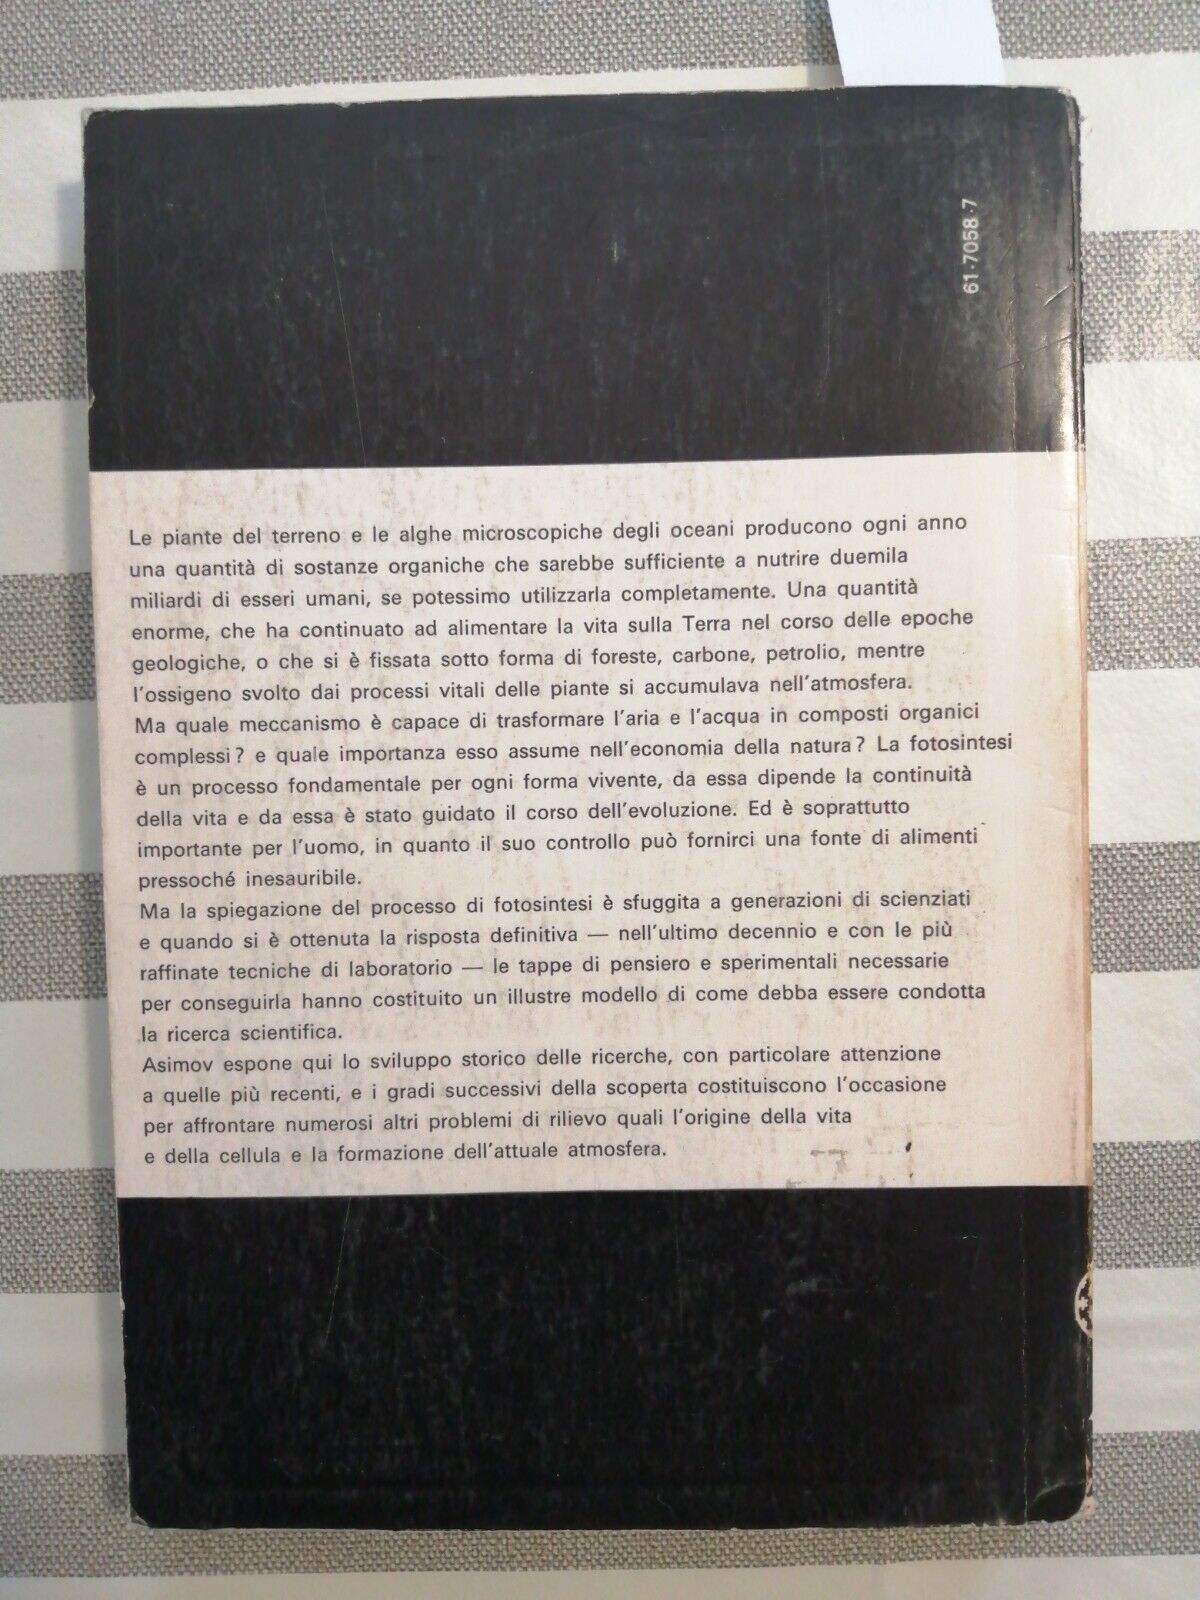 61-7058-7
Le piante del terreno e le alghe microscopiche degli oceani producono ogni anno
una quantità di sostanze organiche che sarebbe sufficiente a nutrire duemila
miliardi di esseri umani, se potessimo utilizzarla completamente. Una quantità
enorme, che ha continuato ad alimentare la vita sulla Terra nel corso delle epoche
geologiche, o che si è fissata sotto forma di foreste, carbone, petrolio, mentre
l'ossigeno svolto dai processi vitali delle piante si accumulava nell'atmosfera.
Ma quale meccanismo è capace di trasformare l'aria e l'acqua in composti organici
complessi? e quale importanza esso assume nell'economia della natura? La fotosintesi
è un processo fondamentale per ogni forma vivente, da essa dipende la continuità
della vita e da essa è stato guidato il corso dell'evoluzione. Ed è soprattutto
importante per l'uomo, in quanto il suo controllo può fornirci una fonte di alimenti
pressoché inesauribile.
Ma la spiegazione del processo di fotosintesi è sfuggita a generazioni di scienziati
e quando si è ottenuta la risposta definitiva — nell'ultimo decennio e con le più
raffinate tecniche di laboratorio — le tappe di pensiero e sperimentali necessarie
per conseguirla hanno costituito un illustre modello di come debba essere condotta
la ricerca scientifica.
Asimov espone qui lo sviluppo storico delle ricerche, con particolare attenzione
a quelle più recenti, e i gradi successivi della scoperta costituiscono l'occasione
per affrontare numerosi altri problemi di rilievo quali l'origine della vita
e della cellula e la formazione dell'attuale atmosfera.